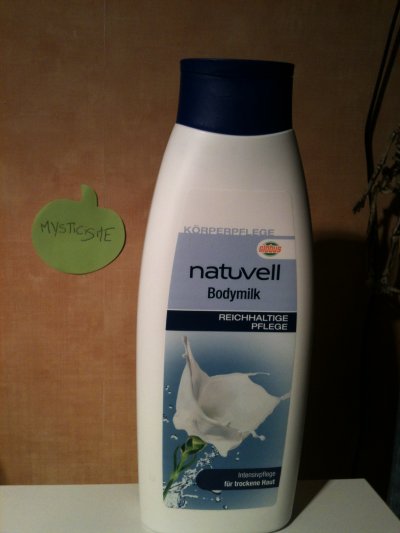 MYSTICSHE
KÖRPERPFLEGE
globus
natuvell
Bodymilk
REICHHALTIGE
PFLEGE
Intensivpflege
für trockene Haut